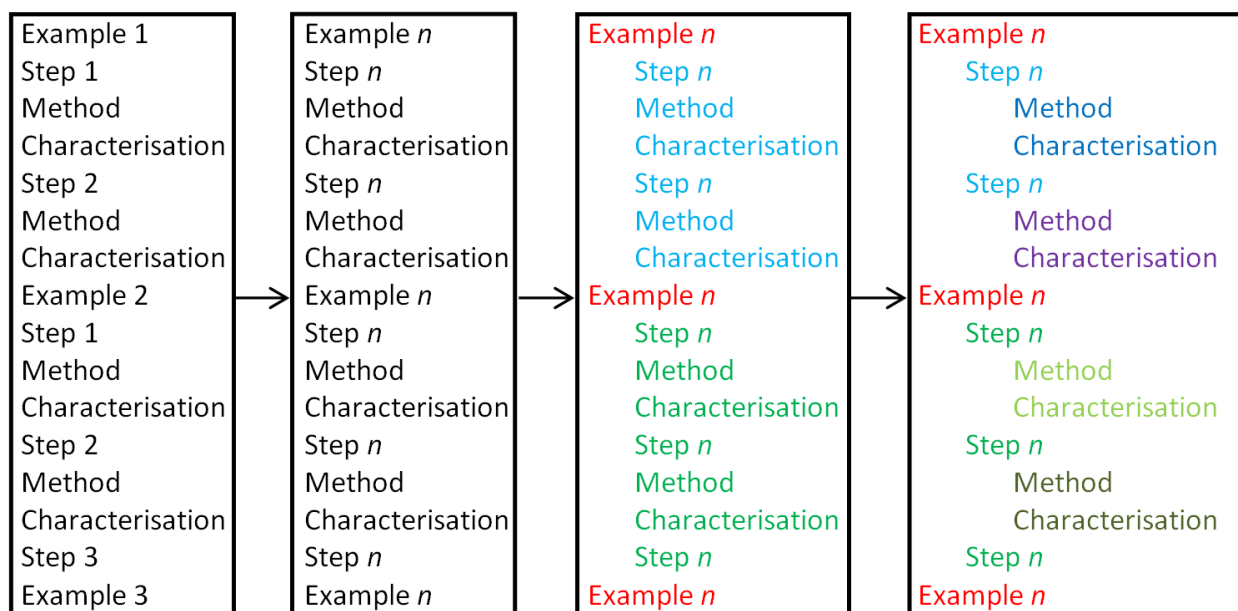 Example 1
Step 1
Method
Characterisation
Step 2
Method
Characterisation
Example 2
Step 1
Method
Characterisation
Step 2
Method
Characterisation
Step 3
Example 3
Example n
Step n
Method
Characterisation
Step n
Method
Characterisation
Example n
Step n
Method
Characterisation
Step n
Method
Characterisation
Step n
Example n
Example n
Step n
Method
Characterisation
Step n
Method
Characterisation
Example n
Step n
Method
Characterisation
Step n
Method
Characterisation
Step n
Example n
Example n
Step n
Method
Characterisation
Step n
Method
Characterisation
Example n
Step n
Method
Characterisation
Step n
Method
Characterisation
Step n
Example n